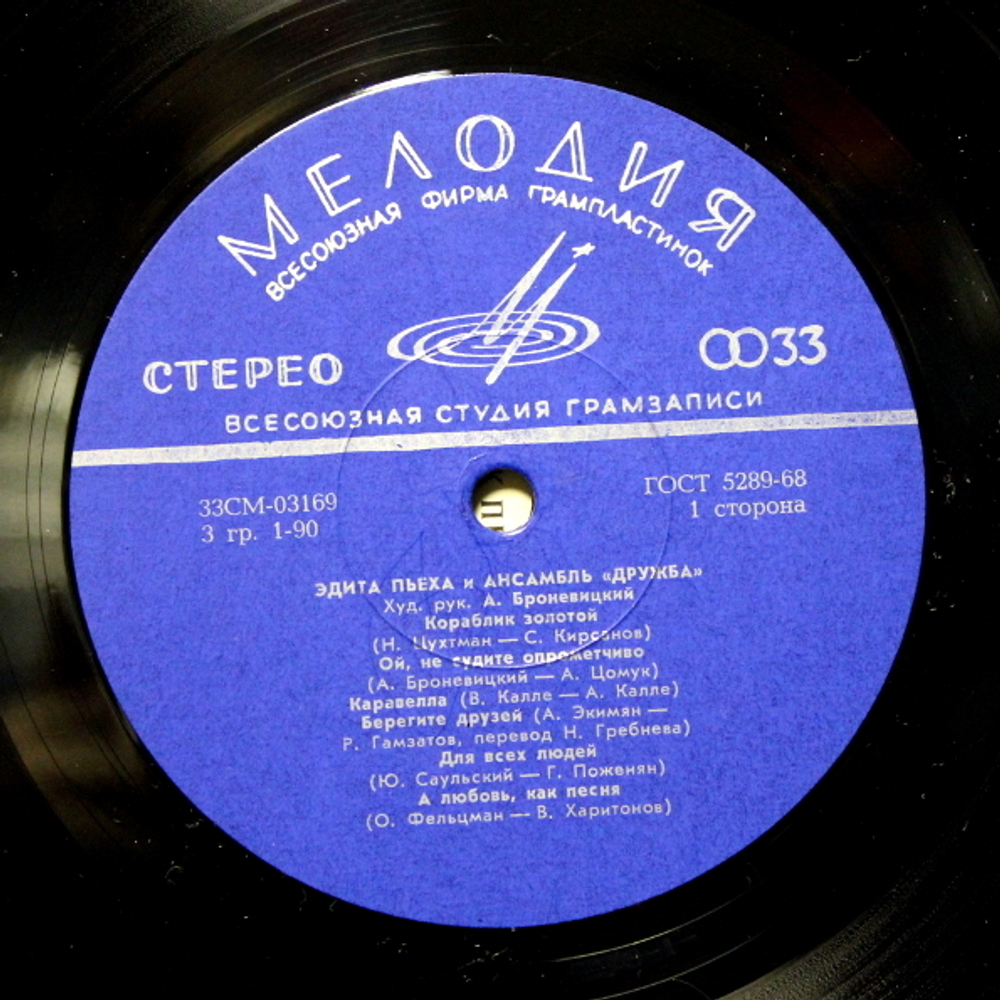 МЕЛОДИЯ
ВСЕСОЮЗНАЯ ФИРМА ГРАМПЛАСТИНОК
СТЕРЕО
33
ВСЕСОЮЗНАЯ СТУДИЯ ГРАМЗАПИСИ
33СМ-03169
ГОСТ 5289-68
3 гр. 1-90
1 сторона
ЭДИТА ПЬЕХА и АНСАМБЛЬ «ДРУЖБА»
Худ. рук. А. Броневицкий
Кораблик золотой
(Н. Цухтман — С. Кирсанов)
Ой, не судите опрометчиво
(А. Броневицкий — А. Цомук)
Каравелла (В. Калле — А. Калле)
Берегите друзей (А. Экимян —
Р. Гамзатов, перевод Н. Гребнева)
Для всех людей
(Ю. Саульский — Г. Поженян)
А любовь, как песня
(О. Фельцман — В. Харитонов)